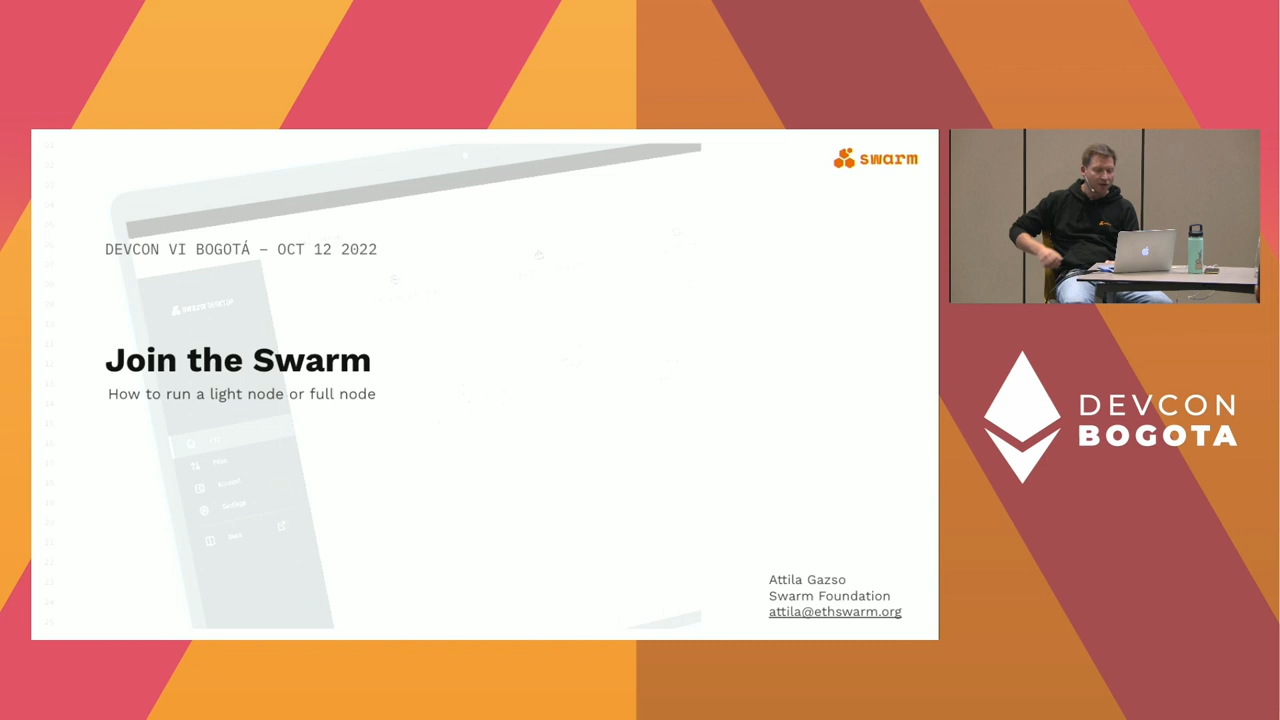 swarm
DEVCON VI BOGOTÁ – OCT 12 2022
Join the Swarm
How to run a light node or full node
Attila Gazso
Swarm Foundation
attila@ethswarm.org
DEVCON
BOGOTA